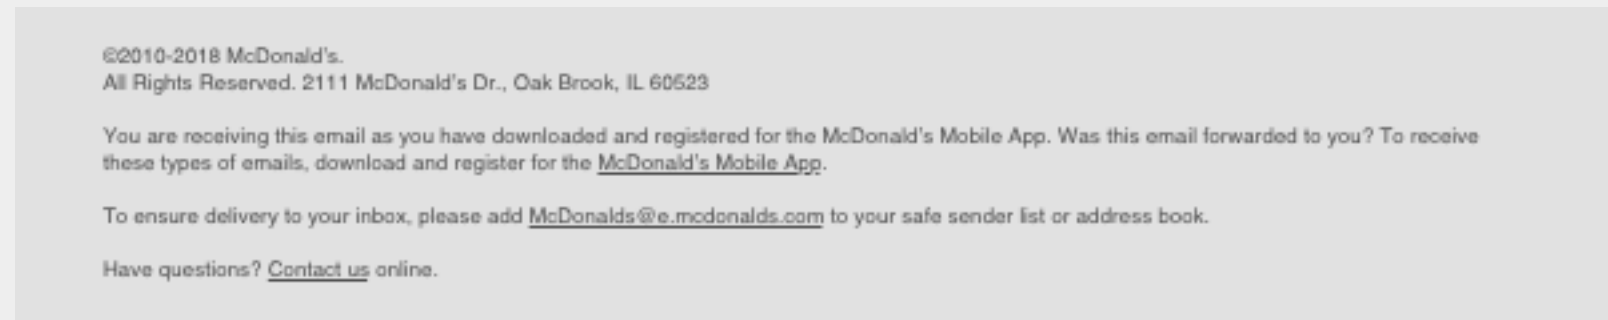 ©2010-2018 McDonald's.
All Rights Reserved. 2111 McDonald's Dr., Oak Brook, IL 60523
You are receiving this email as you have downloaded and registered for the McDonald's Mobile App. Was this email forwarded to you? To receive
these types of emails, download and register for the McDonald's Mobile App.
To ensure delivery to your inbox, please add McDonalds@e.mcdonalds.com to your safe sender list or address book.
Have questions? Contact us online.